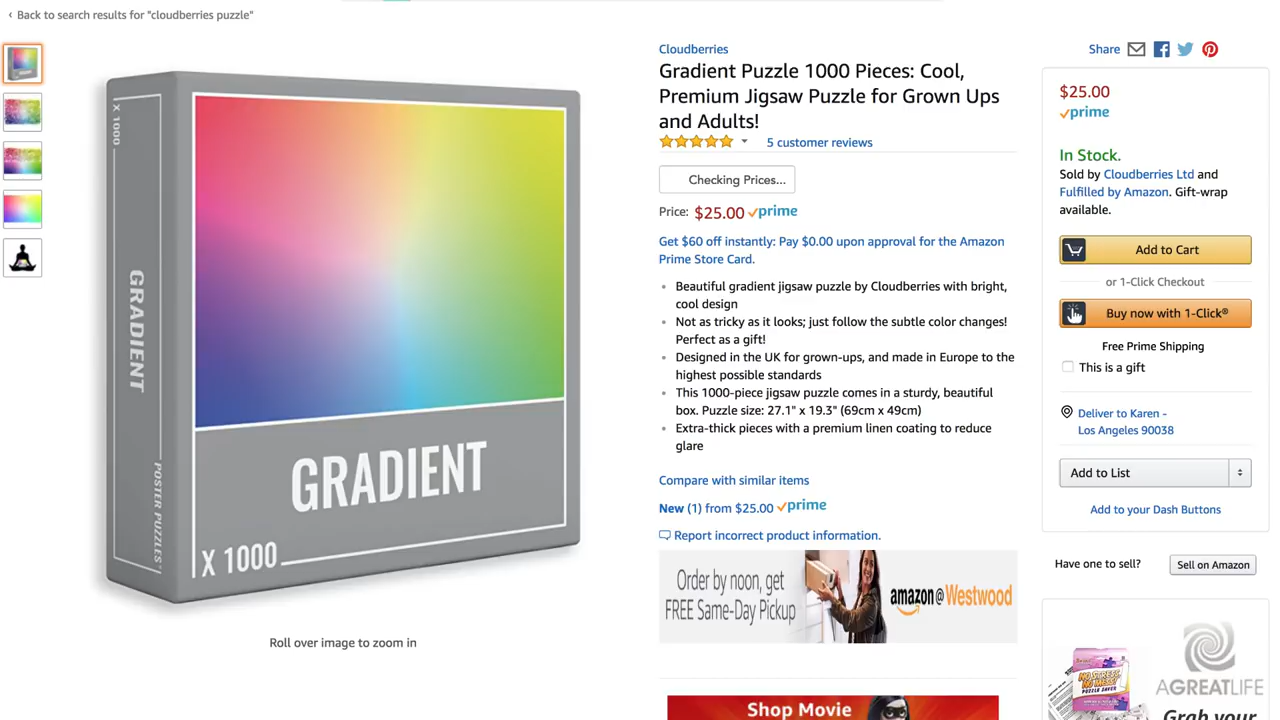 ‹ Back to search results for "cloudberries puzzle"
X 1000
GRADIENT
POSTER PUZZLES
GRADIENT
X 1000
Roll over image to zoom in
Cloudberries
Gradient Puzzle 1000 Pieces: Cool,
Premium Jigsaw Puzzle for Grown Ups
and Adults!
5 customer reviews
Checking Prices...
Price: $25.00 prime
Get $60 off instantly: Pay $0.00 upon approval for the Amazon
Prime Store Card.
• Beautiful gradient jigsaw puzzle by Cloudberries with bright,
cool design
• Not as tricky as it looks; just follow the subtle color changes!
Perfect as a gift!
• Designed in the UK for grown-ups, and made in Europe to the
highest possible standards
• This 1000-piece jigsaw puzzle comes in a sturdy, beautiful
box. Puzzle size: 27.1" x 19.3" (69cm x 49cm)
• Extra-thick pieces with a premium linen coating to reduce
glare
Compare with similar items
New (1) from $25.00 prime
Report incorrect product information.
Order by noon, get
FREE Same-Day Pickup
amazon@Westwood
Shop Movie
Share
$25.00
prime
In Stock.
Sold by Cloudberries Ltd and
Fulfilled by Amazon. Gift-wrap
available.
Add to Cart
or 1-Click Checkout
Buy now with 1-Click®
Free Prime Shipping
This is a gift
Deliver to Karen -
Los Angeles 90038
Add to List
Add to your Dash Buttons
Have one to sell?
Sell on Amazon
NO STRESS,
NO MESS!
PUZZLE SAVER
AGREATLIFE
Grab your